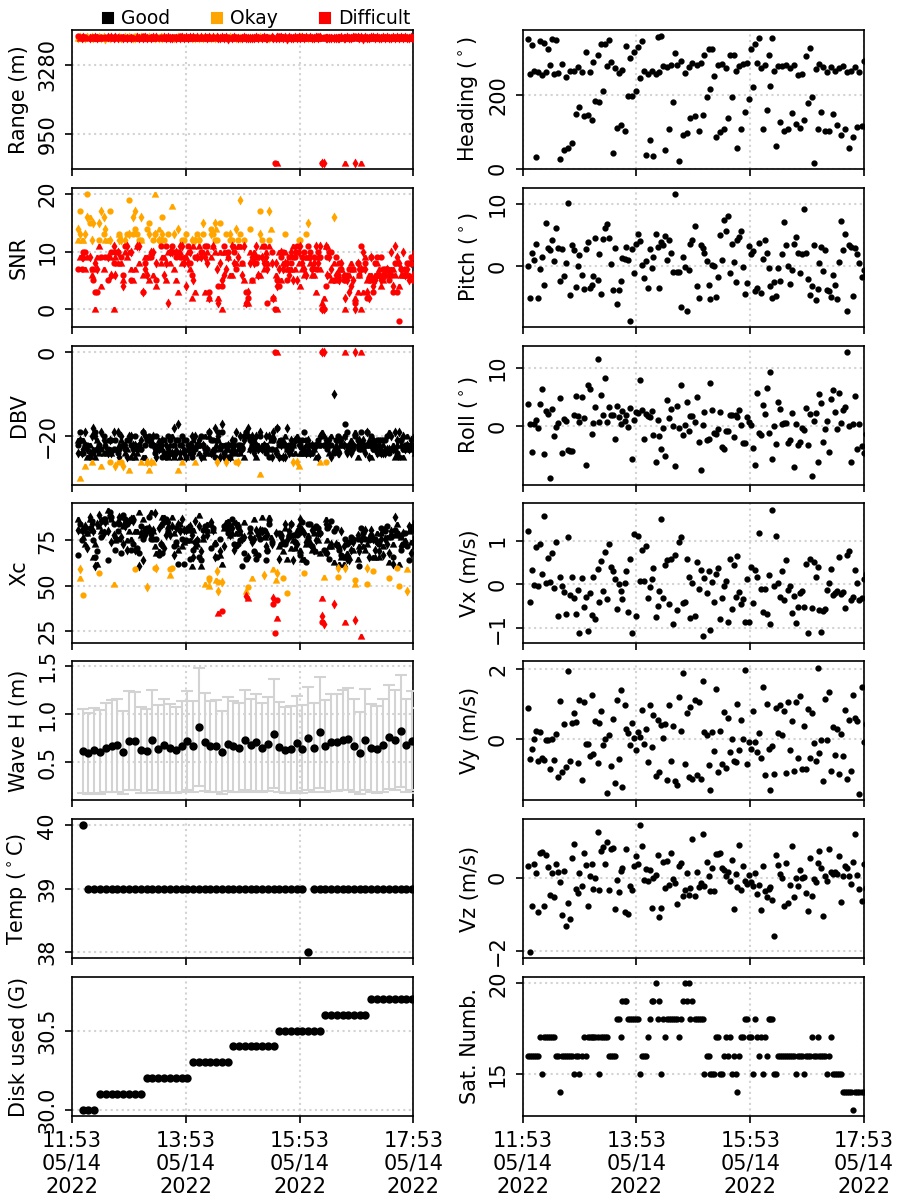 Good Okay Difficult
Range (m)
3280
950
Heading (°)
200
0
SNR
20
10
0
Pitch (°)
10
0
DBV
0
−20
Roll (°)
10
0
Xc
75
50
25
Vx (m/s)
1
0
−1
Wave H (m)
1.5
1.0
0.5
Vy (m/s)
2
0
Temp (°C)
40
39
38
Vz (m/s)
0
−2
Disk used (G)
30.5
30.0
Sat. Numb.
20
15
11:53 13:53 15:53 17:53
05/14 05/14 05/14 05/14
2022 2022 2022 2022
11:53 13:53 15:53 17:53
05/14 05/14 05/14 05/14
2022 2022 2022 2022